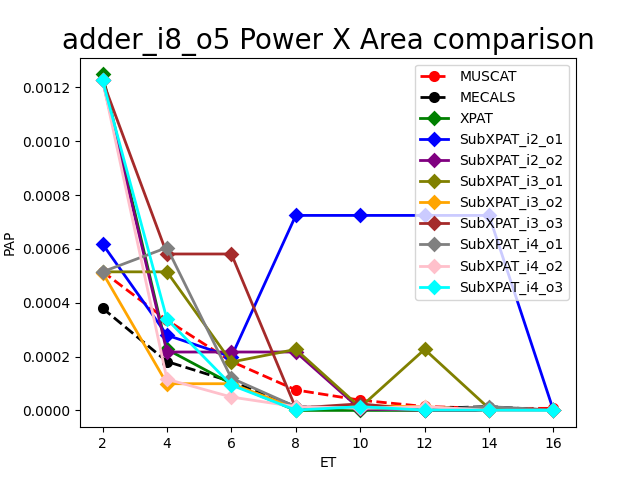 adder_i8_o5 Power X Area comparison
PAP
0.0012
0.0010
0.0008
0.0006
0.0004
0.0002
0.0000
MUSCAT
MECALS
XPAT
SubXPAT_i2_o1
SubXPAT_i2_o2
SubXPAT_i3_o1
SubXPAT_i3_o2
SubXPAT_i3_o3
SubXPAT_i4_o1
SubXPAT_i4_o2
SubXPAT_i4_o3
2 4 6 8 10 12 14 16
ET